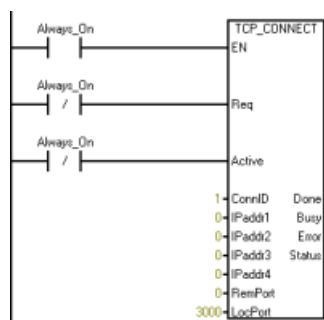 Always_On TCP_CONNECT
EN
Always_On
/ Req
Always_On
/ Active
1 ConnID Done
0 IPaddr1 Busy
0 IPaddr2 Error
0 IPaddr3 Status
0 IPaddr4
0 RemPort
3000 LocPort